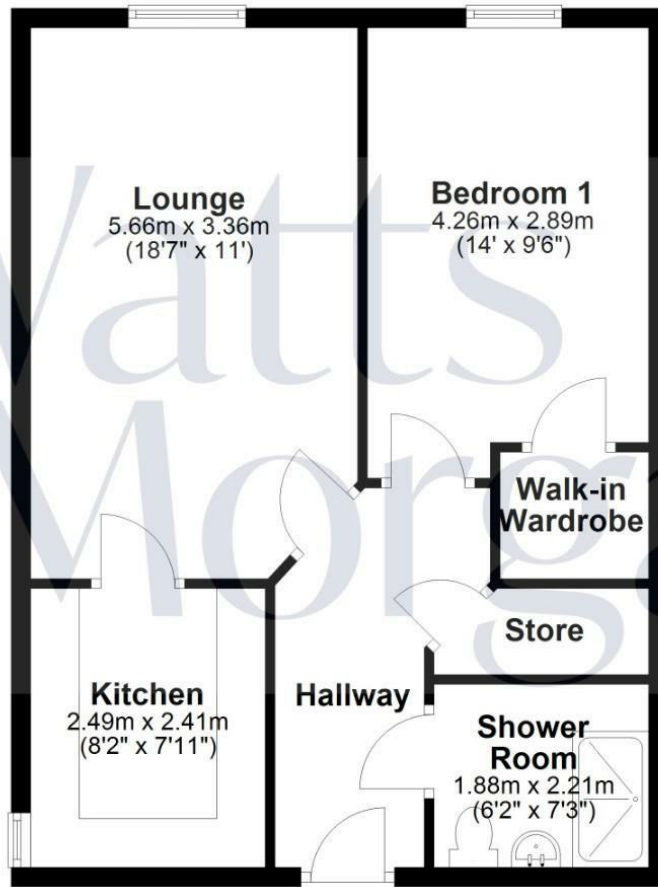 Lounge
5.66m x 3.36m
(18'7" x 11')
Bedroom 1
4.26m x 2.89m
(14' x 9'6")
Walk-in
Wardrobe
Store
Kitchen
2.49m x 2.41m
(8'2" x 7'11")
Hallway
Shower
Room
1.88m x 2.21m
(6'2" x 7'3")
Watts
Morga